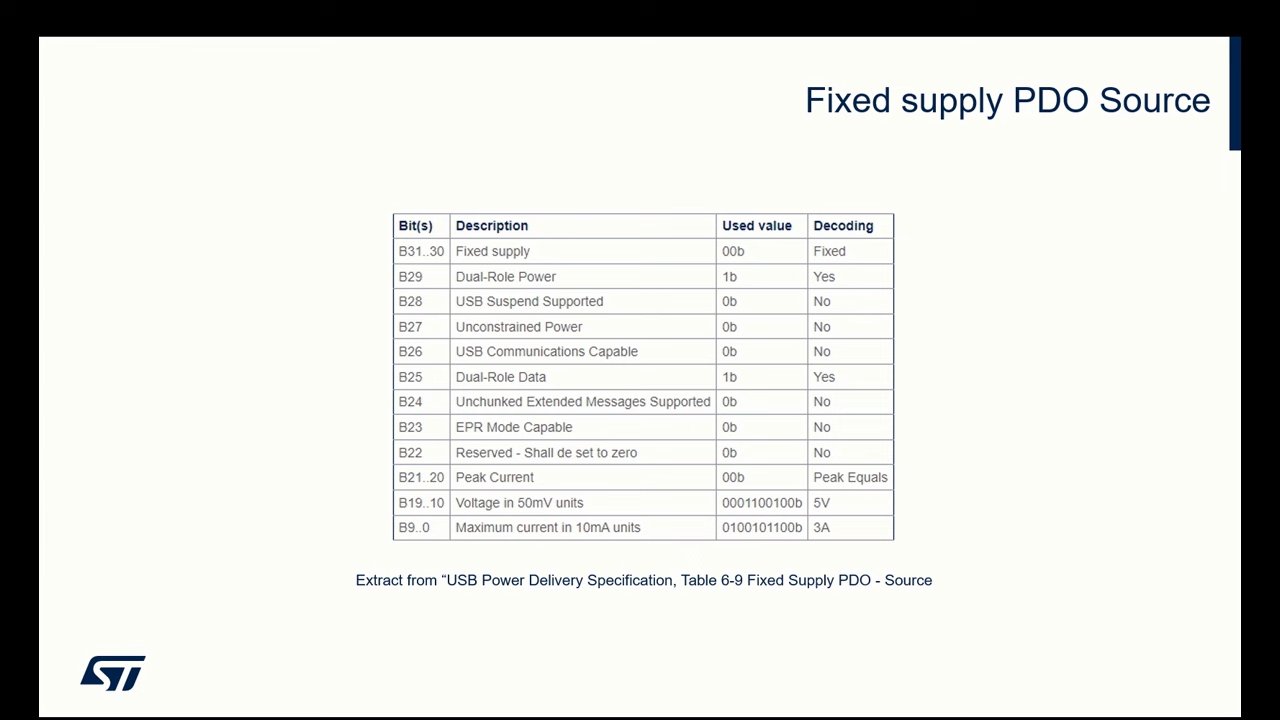 Fixed supply PDO Source
Bit(s) Description Used value Decoding
B31..30 Fixed supply 00b Fixed
B29 Dual-Role Power 1b Yes
B28 USB Suspend Supported 0b No
B27 Unconstrained Power 0b No
B26 USB Communications Capable 0b No
B25 Dual-Role Data 1b Yes
B24 Unchunked Extended Messages Supported 0b No
B23 EPR Mode Capable 0b No
B22 Reserved - Shall de set to zero 0b No
B21..20 Peak Current 00b Peak Equals
B19..10 Voltage in 50mV units 0001100100b 5V
B9..0 Maximum current in 10mA units 0100101100b 3A
Extract from “USB Power Delivery Specification, Table 6-9 Fixed Supply PDO - Source
ST